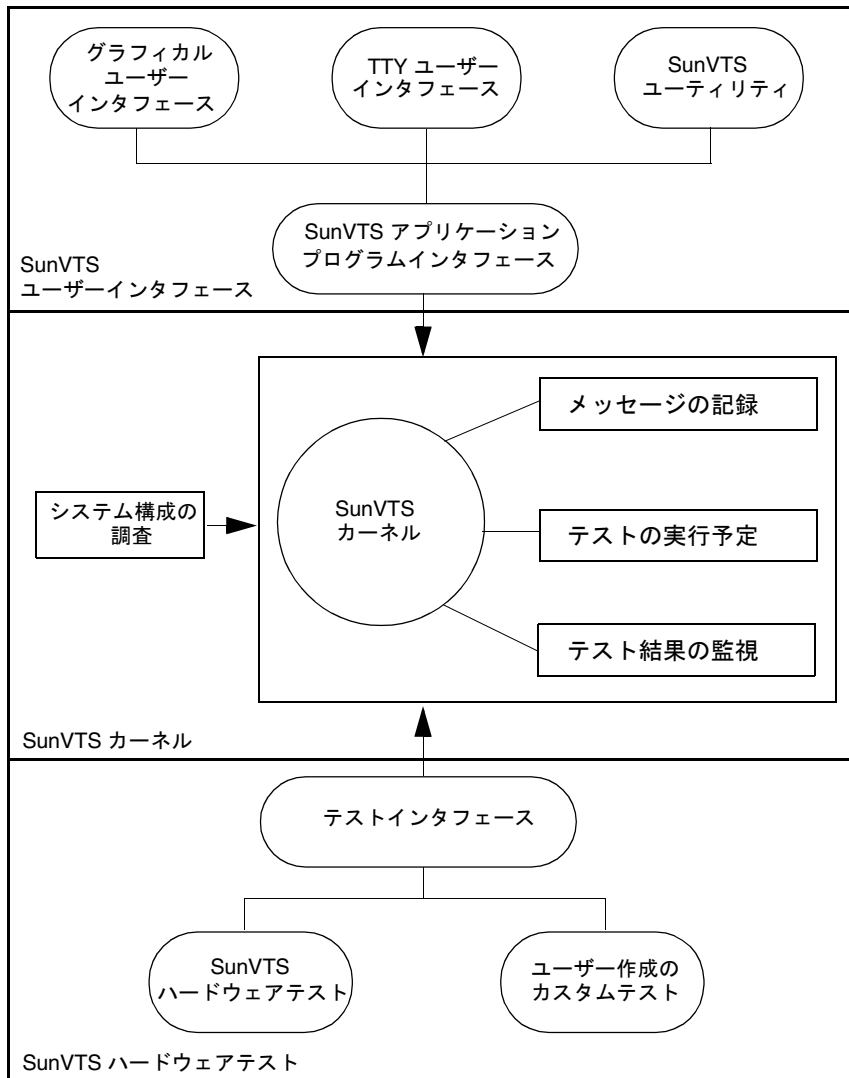 グラフィカル
ユーザー
インタフェース
TTY ユーザー
インタフェース
SunVTS
ユーティリティ
SunVTS アプリケーション
プログラムインタフェース
SunVTS
ユーザーインタフェース
メッセージの記録
システム構成の
調査
SunVTS
カーネル
テストの実行予定
テスト結果の監視
SunVTS カーネル
テストインタフェース
SunVTS
ハードウェアテスト
ユーザー作成の
カスタムテスト
SunVTS ハードウェアテスト